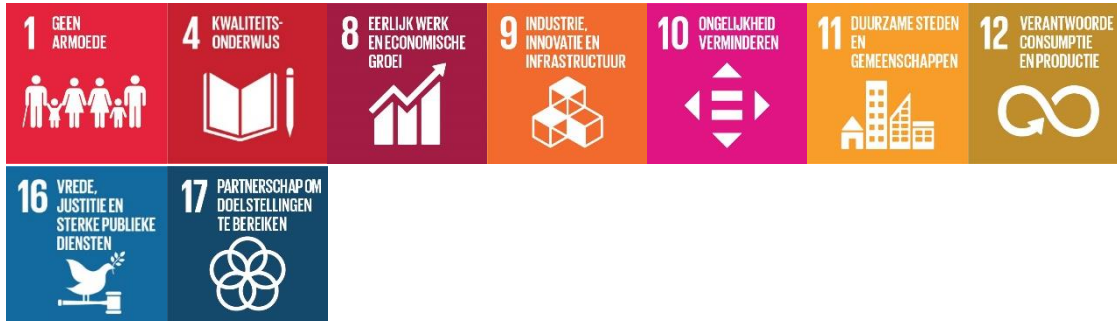 1 GEEN
ARMOEDE
4 KWALITEITS-
ONDERWIJS
8 EERLIJK WERK
EN ECONOMISCHE
GROEI
9 INDUSTRIE,
INNOVATIE EN
INFRASTRUCTUUR
10 ONGELIJKHEID
VERMINDEREN
11 DUURZAME STEDEN
EN
GEMEENSCHAPPEN
12 VERANTWOORDE
CONSUMPTIE
EN PRODUCTIE
16 VREDE,
JUSTITIE EN
STERKE PUBLIEKE
DIENSTEN
17 PARTNERSCHAP OM
DOELSTELLINGEN
TE BEREIKEN